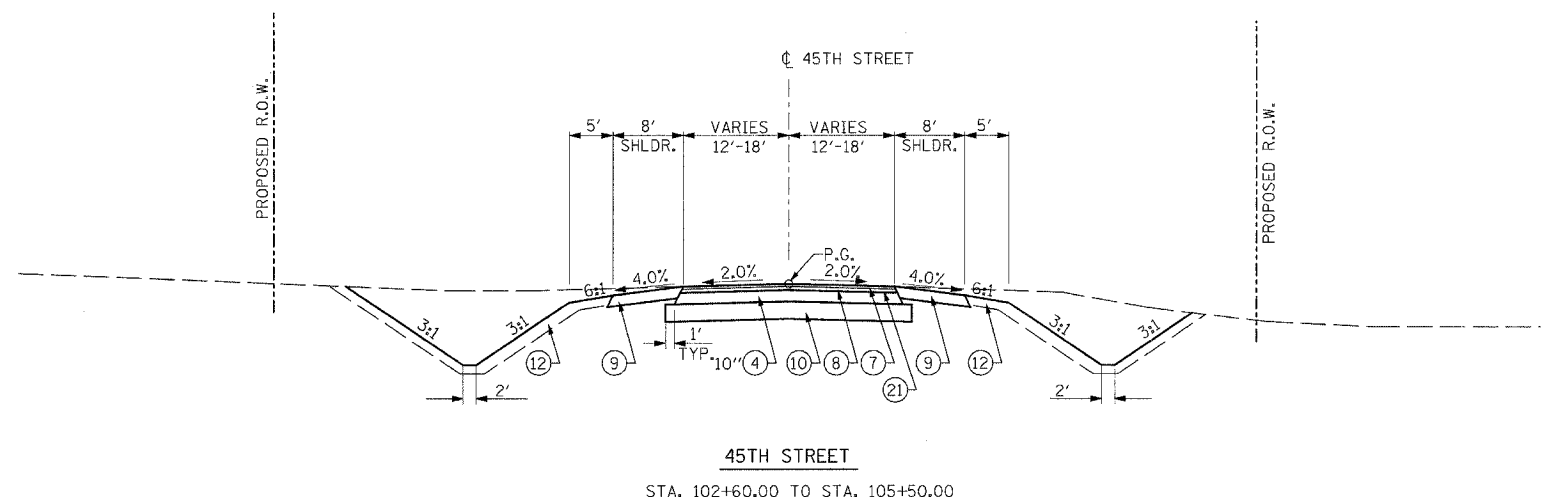 ℄ 45TH STREET
PROPOSED R.O.W.
PROPOSED R.O.W.
5' 8' VARIES VARIES 8' 5'
SHLDR. 12'-18' 12'-18' SHLDR.
P.G.
6:1 4.0% 2.0% 2.0% 4.0% 6:1
3:1 3:1 3:1 3:1
1'
TYP. 10"
12 9 4 10 8 7 9 12
21
2' 2'
45TH STREET
STA. 102+60.00 TO STA. 105+50.00